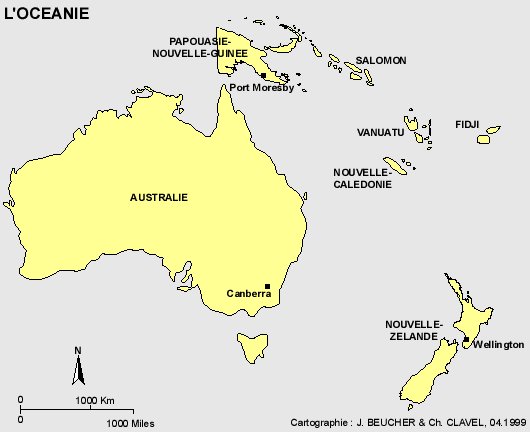 L'OCEANIE
PAPOUASIE-
NOUVELLE-GUINEE
SALOMON
Port Moresby
VANUATU
FIDJI
NOUVELLE-
CALEDONIE
AUSTRALIE
Canberra
NOUVELLE-
ZELANDE
Wellington
N
0 1000 Km
0 1000 Miles
Cartographie : J. BEUCHER & Ch. CLAVEL, 04.1999